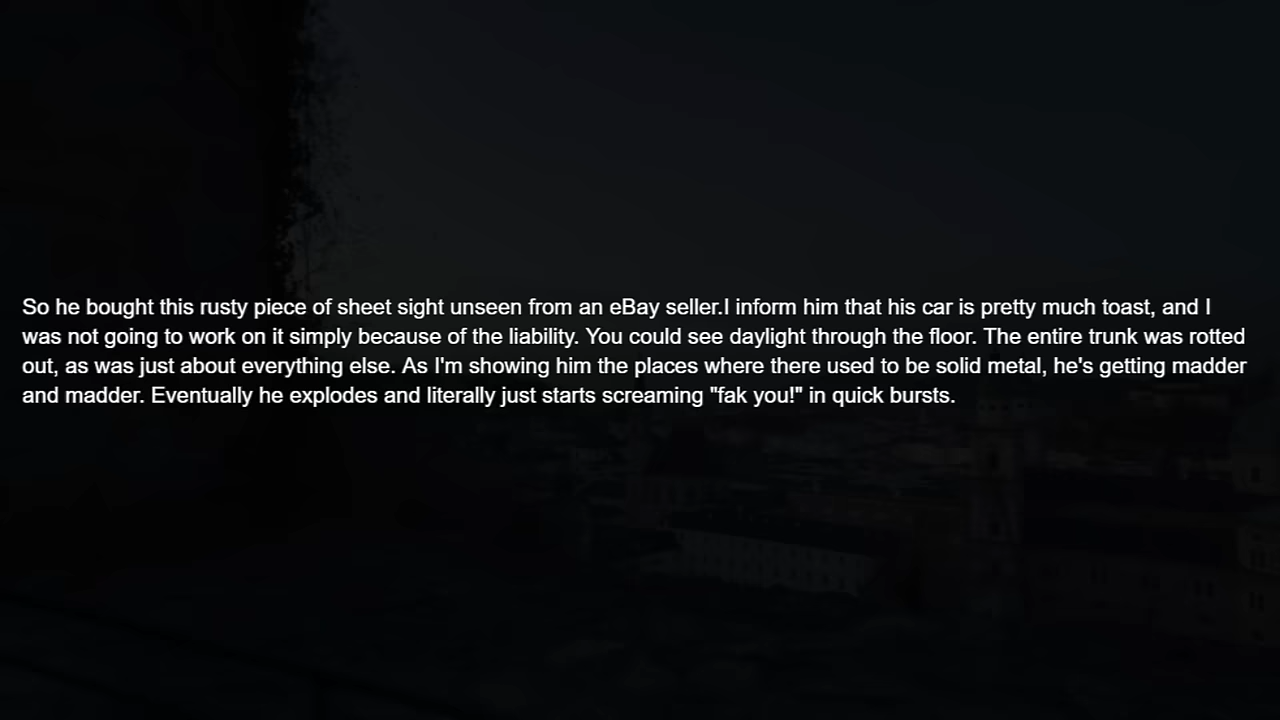 So he bought this rusty piece of sheet sight unseen from an eBay seller.I inform him that his car is pretty much toast, and I
was not going to work on it simply because of the liability. You could see daylight through the floor. The entire trunk was rotted
out, as was just about everything else. As I'm showing him the places where there used to be solid metal, he's getting madder
and madder. Eventually he explodes and literally just starts screaming "fak you!" in quick bursts.